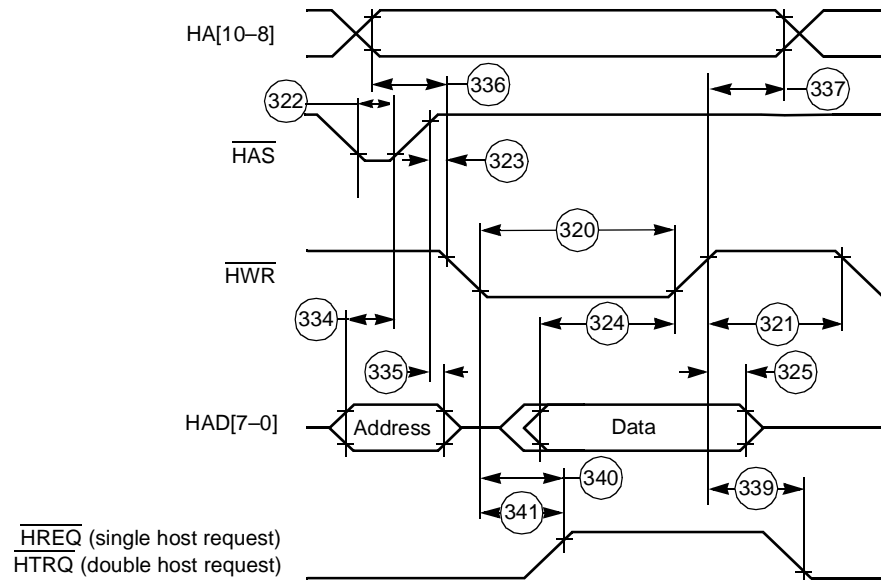 HA[10–8]
336
337
322
HAS
323
320
HWR
334
324
321
335
325
HAD[7–0]
Address
Data
340
339
341
HREQ (single host request)
HTRQ (double host request)